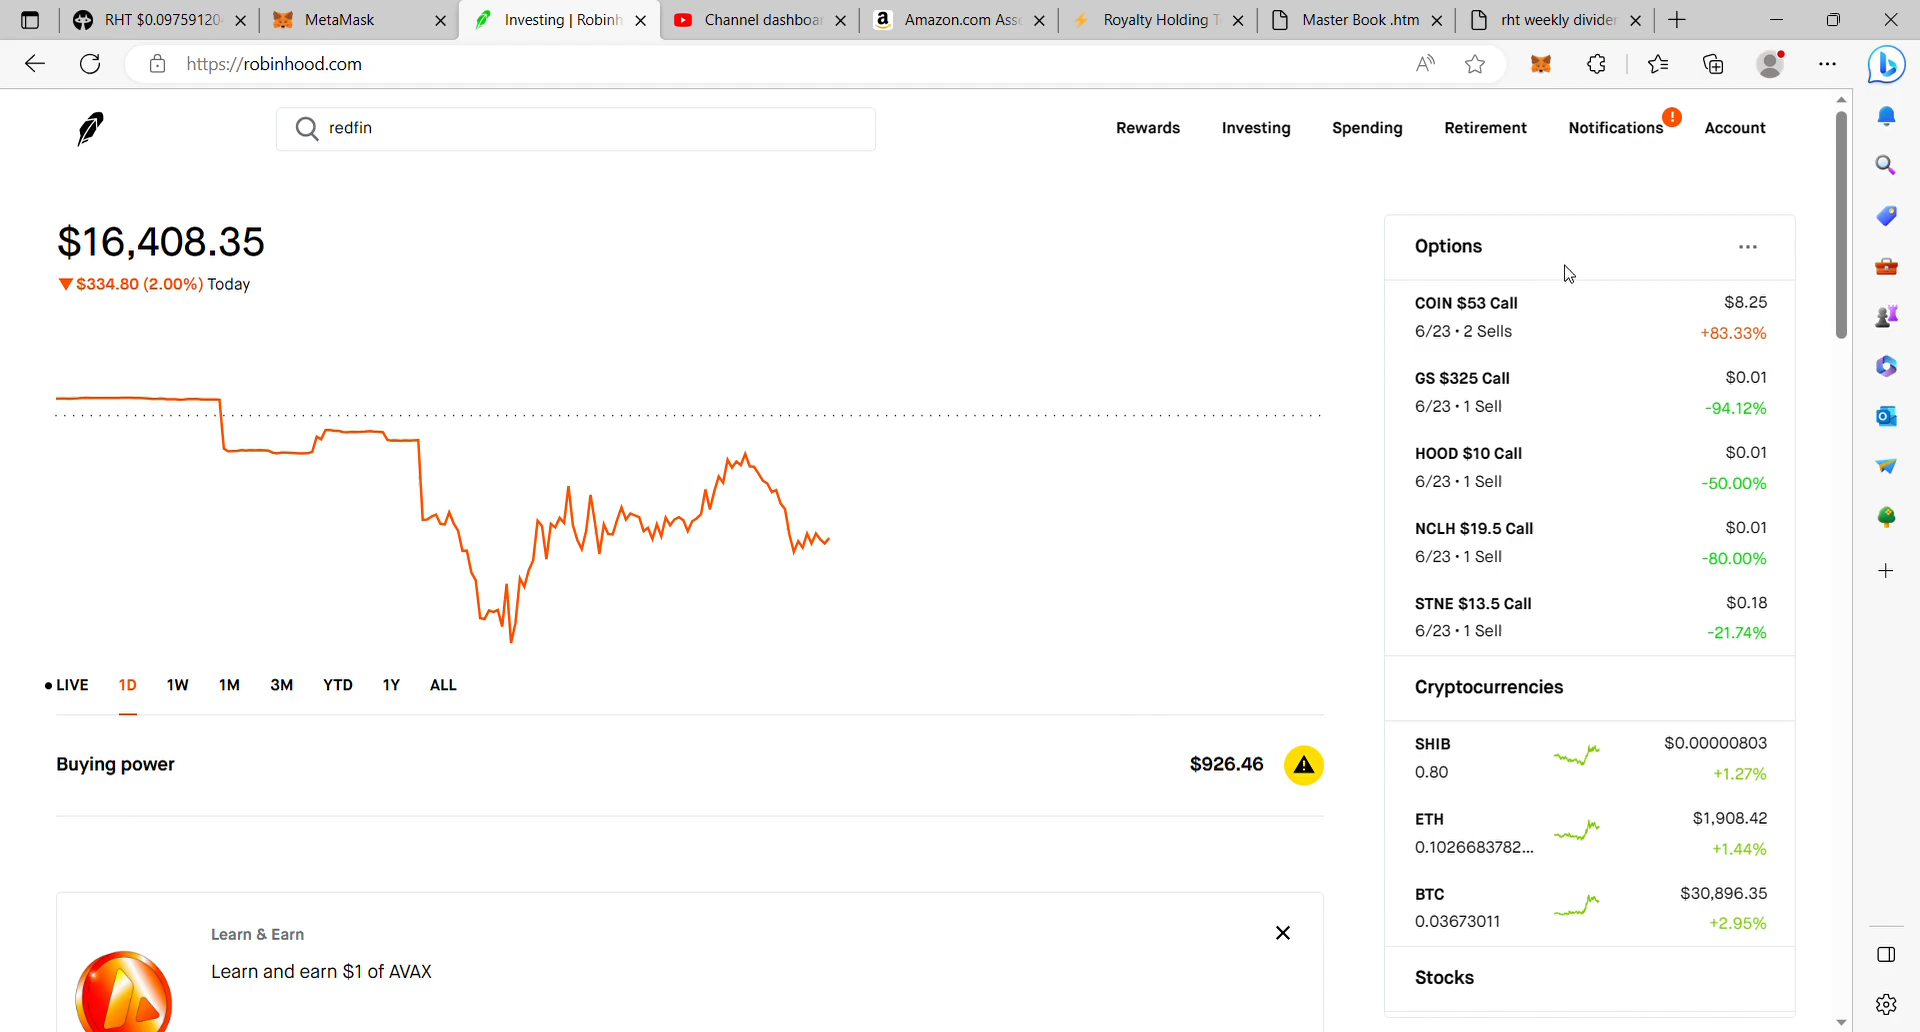 RHT $0.09759120
MetaMask
Investing | Robinh
Channel dashboar
Amazon.com Asso
Royalty Holding T
Master Book .htm
rht weekly divider
https://robinhood.com
redfin
Rewards
Investing
Spending
Retirement
Notifications
!
Account
$16,408.35
▼$334.80 (2.00%) Today
Options
COIN $53 Call
$8.25
6/23 • 2 Sells
+83.33%
GS $325 Call
$0.01
6/23 • 1 Sell
-94.12%
HOOD $10 Call
$0.01
6/23 • 1 Sell
-50.00%
NCLH $19.5 Call
$0.01
6/23 • 1 Sell
-80.00%
STNE $13.5 Call
$0.18
6/23 • 1 Sell
-21.74%
LIVE
1D
1W
1M
3M
YTD
1Y
ALL
Cryptocurrencies
SHIB
$0.00000803
0.80
+1.27%
ETH
$1,908.42
0.1026683782...
+1.44%
BTC
$30,896.35
0.03673011
+2.95%
Buying power
$926.46
Learn & Earn
Learn and earn $1 of AVAX
Stocks